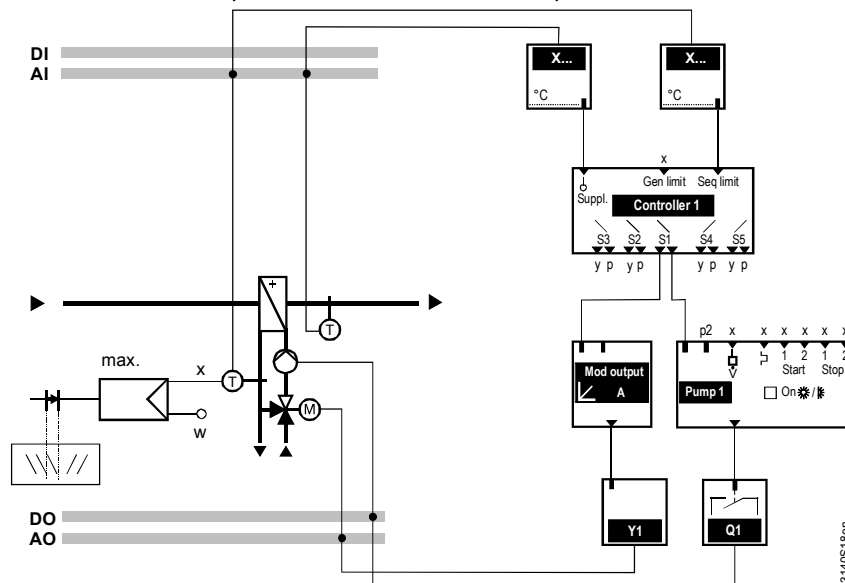 DI
AI
X...
X...
°C
°C
x
Gen limit
Seq limit
Suppl.
Controller 1
S3
S2
S1
S4
S5
y p
y p
y p
y p
+
T
p2
x
x
x
x
x
max.
x
T
Mod output
A
1
2
1
Start
Stop
Pump 1
On
M
w
DO
AO
Y1
Q1
3140S18en